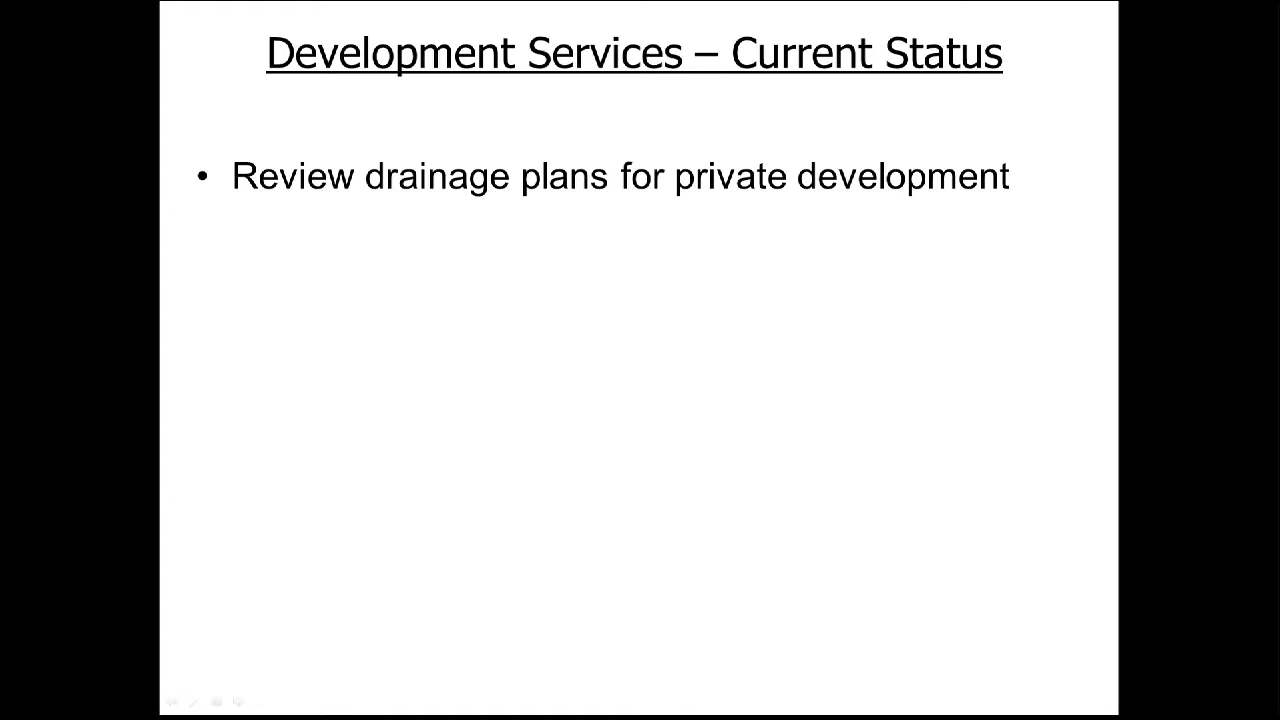 Development Services – Current Status
• Review drainage plans for private development